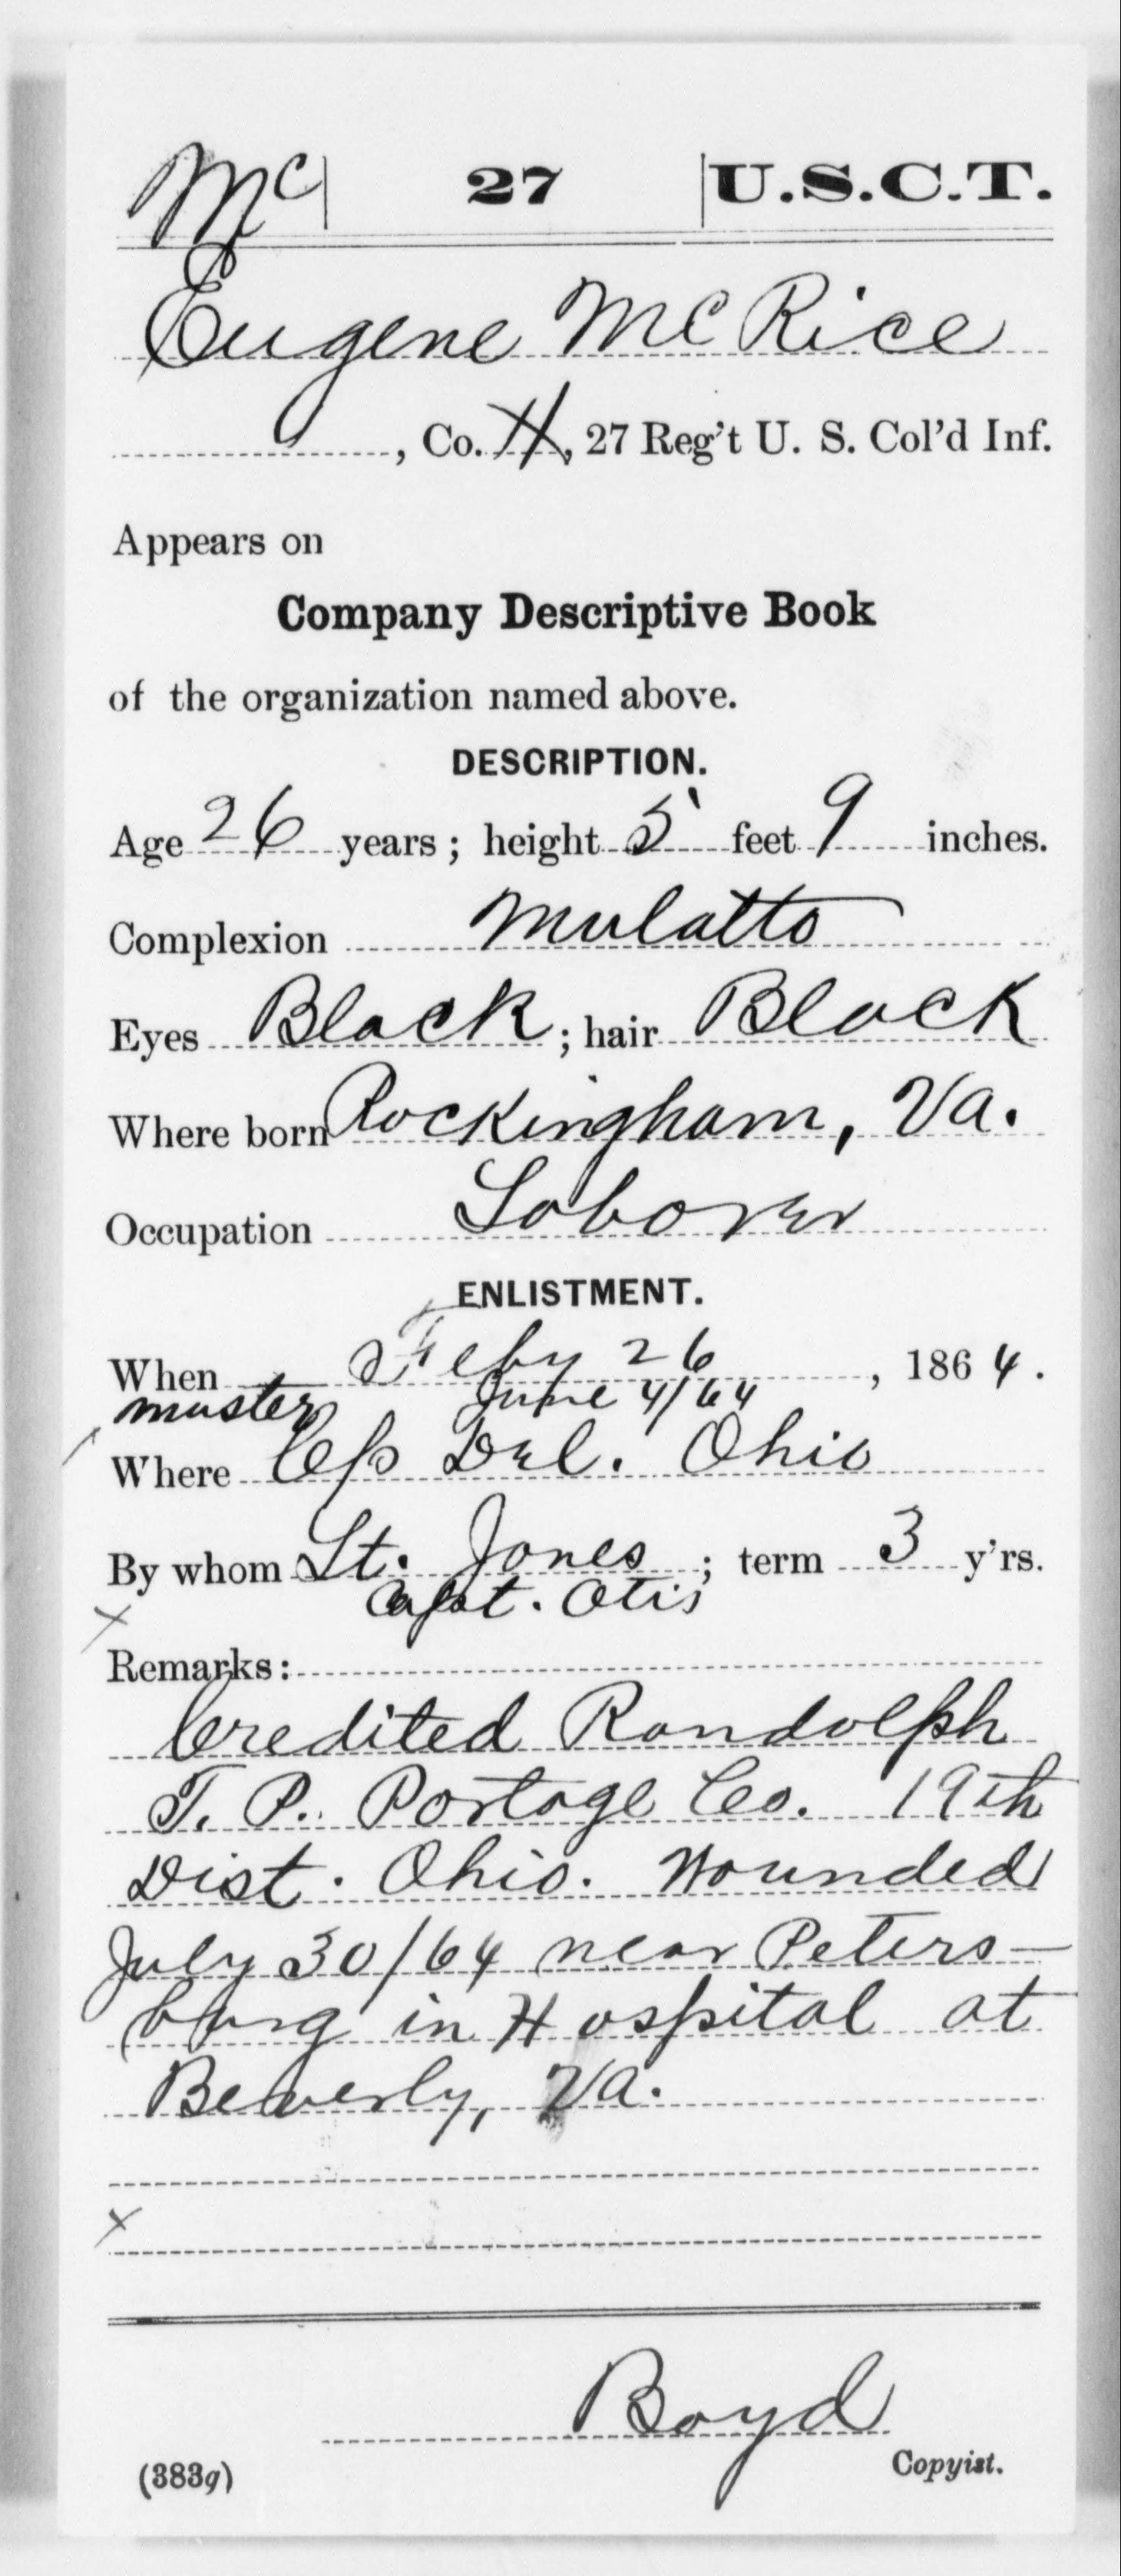 Mc 27 U.S.C.T.
Eugene McRice
, Co. H, 27 Reg't U. S. Col'd Inf.
Appears on
Company Descriptive Book
of the organization named above.
DESCRIPTION.
Age 26 years; height 5 feet 9 inches.
Complexion Mulatto
Eyes Black; hair Black
Where born Rockingham, Va.
Occupation Laborer
ENLISTMENT.
When Feby 26, 1864.
muster June 4/64
Where Cp Del. Ohio
By whom Lt. Jones; term 3 y'rs.
Capt. Otis
Remarks:
Credited Randolph
T. P. Portage Co. 19th
Dist. Ohio. Wounded
July 30/64 near Peters-
burg in Hospital at
Beverly, Va.
Boyd
(383g) Copyist.